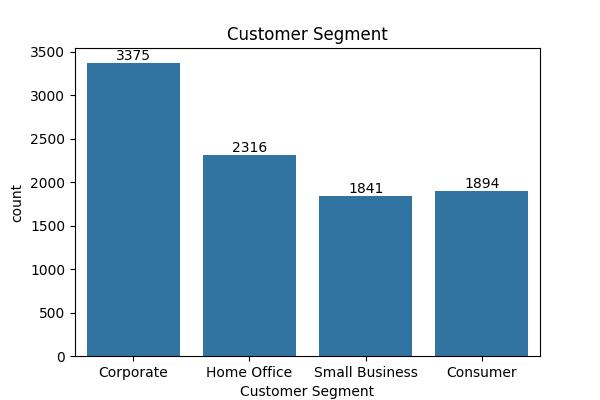 Customer Segment
3500
3000
2500
2000
1500
1000
500
0
count
3375
2316
1841
1894
Corporate
Home Office
Small Business
Consumer
Customer Segment